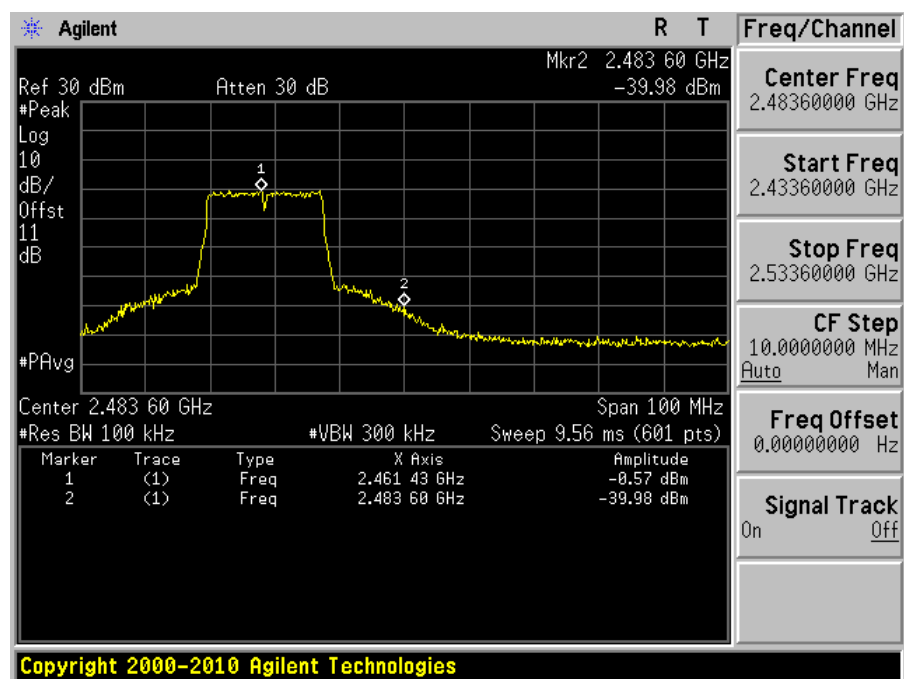 Agilent R T
Mkr2 2.483 60 GHz
Ref 30 dBm Atten 30 dB −39.98 dBm
#Peak
Log
10
dB/
Offst
11
dB
#PAvg
1
2
Center 2.483 60 GHz Span 100 MHz
#Res BW 100 kHz #VBW 300 kHz Sweep 9.56 ms (601 pts)
Marker Trace Type X Axis Amplitude
1 (1) Freq 2.461 43 GHz −0.57 dBm
2 (1) Freq 2.483 60 GHz −39.98 dBm
Freq/Channel
Center Freq
2.48360000 GHz
Start Freq
2.43360000 GHz
Stop Freq
2.53360000 GHz
CF Step
10.0000000 MHz
Auto Man
Freq Offset
0.00000000 Hz
Signal Track
On Off
Copyright 2000–2010 Agilent Technologies